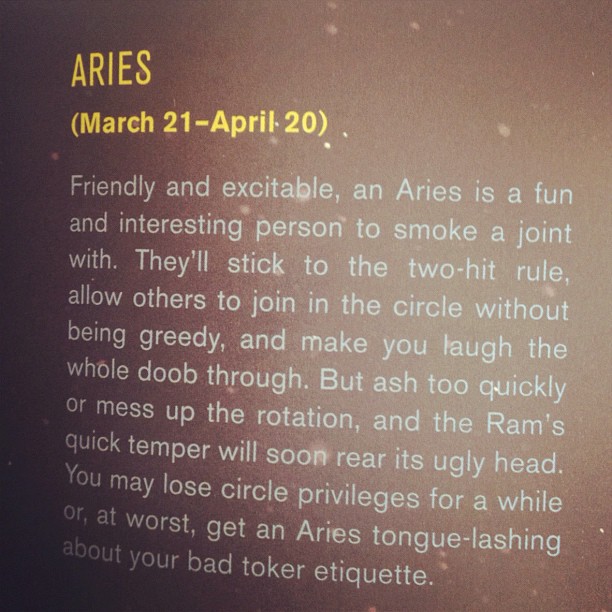 ARIES
(March 21–April 20)
Friendly and excitable, an Aries is a fun
and interesting person to smoke a joint
with. They'll stick to the two-hit rule,
allow others to join in the circle without
being greedy, and make you laugh the
whole doob through. But ash too quickly
or mess up the rotation, and the Ram's
quick temper will soon rear its ugly head.
You may lose circle privileges for a while
or, at worst, get an Aries tongue-lashing
about your bad toker etiquette.